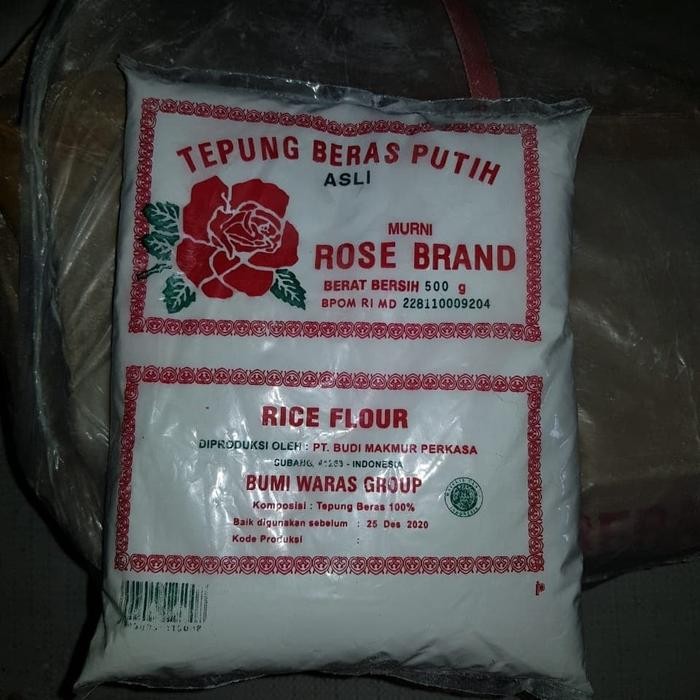 TEPUNG BERAS PUTIH
ASLI
MURNI
ROSE BRAND
BERAT BERSIH 500 g
BPOM RI MD 228110009204
RICE FLOUR
DIPRODUKSI OLEH : PT. BUDI MAKMUR PERKASA
SUBANG, - INDONESIA
BUMI WARAS GROUP
Komposisi : Tepung Beras 100%
Baik digunakan sebelum : 25 Des 2020
Kode Produksi :